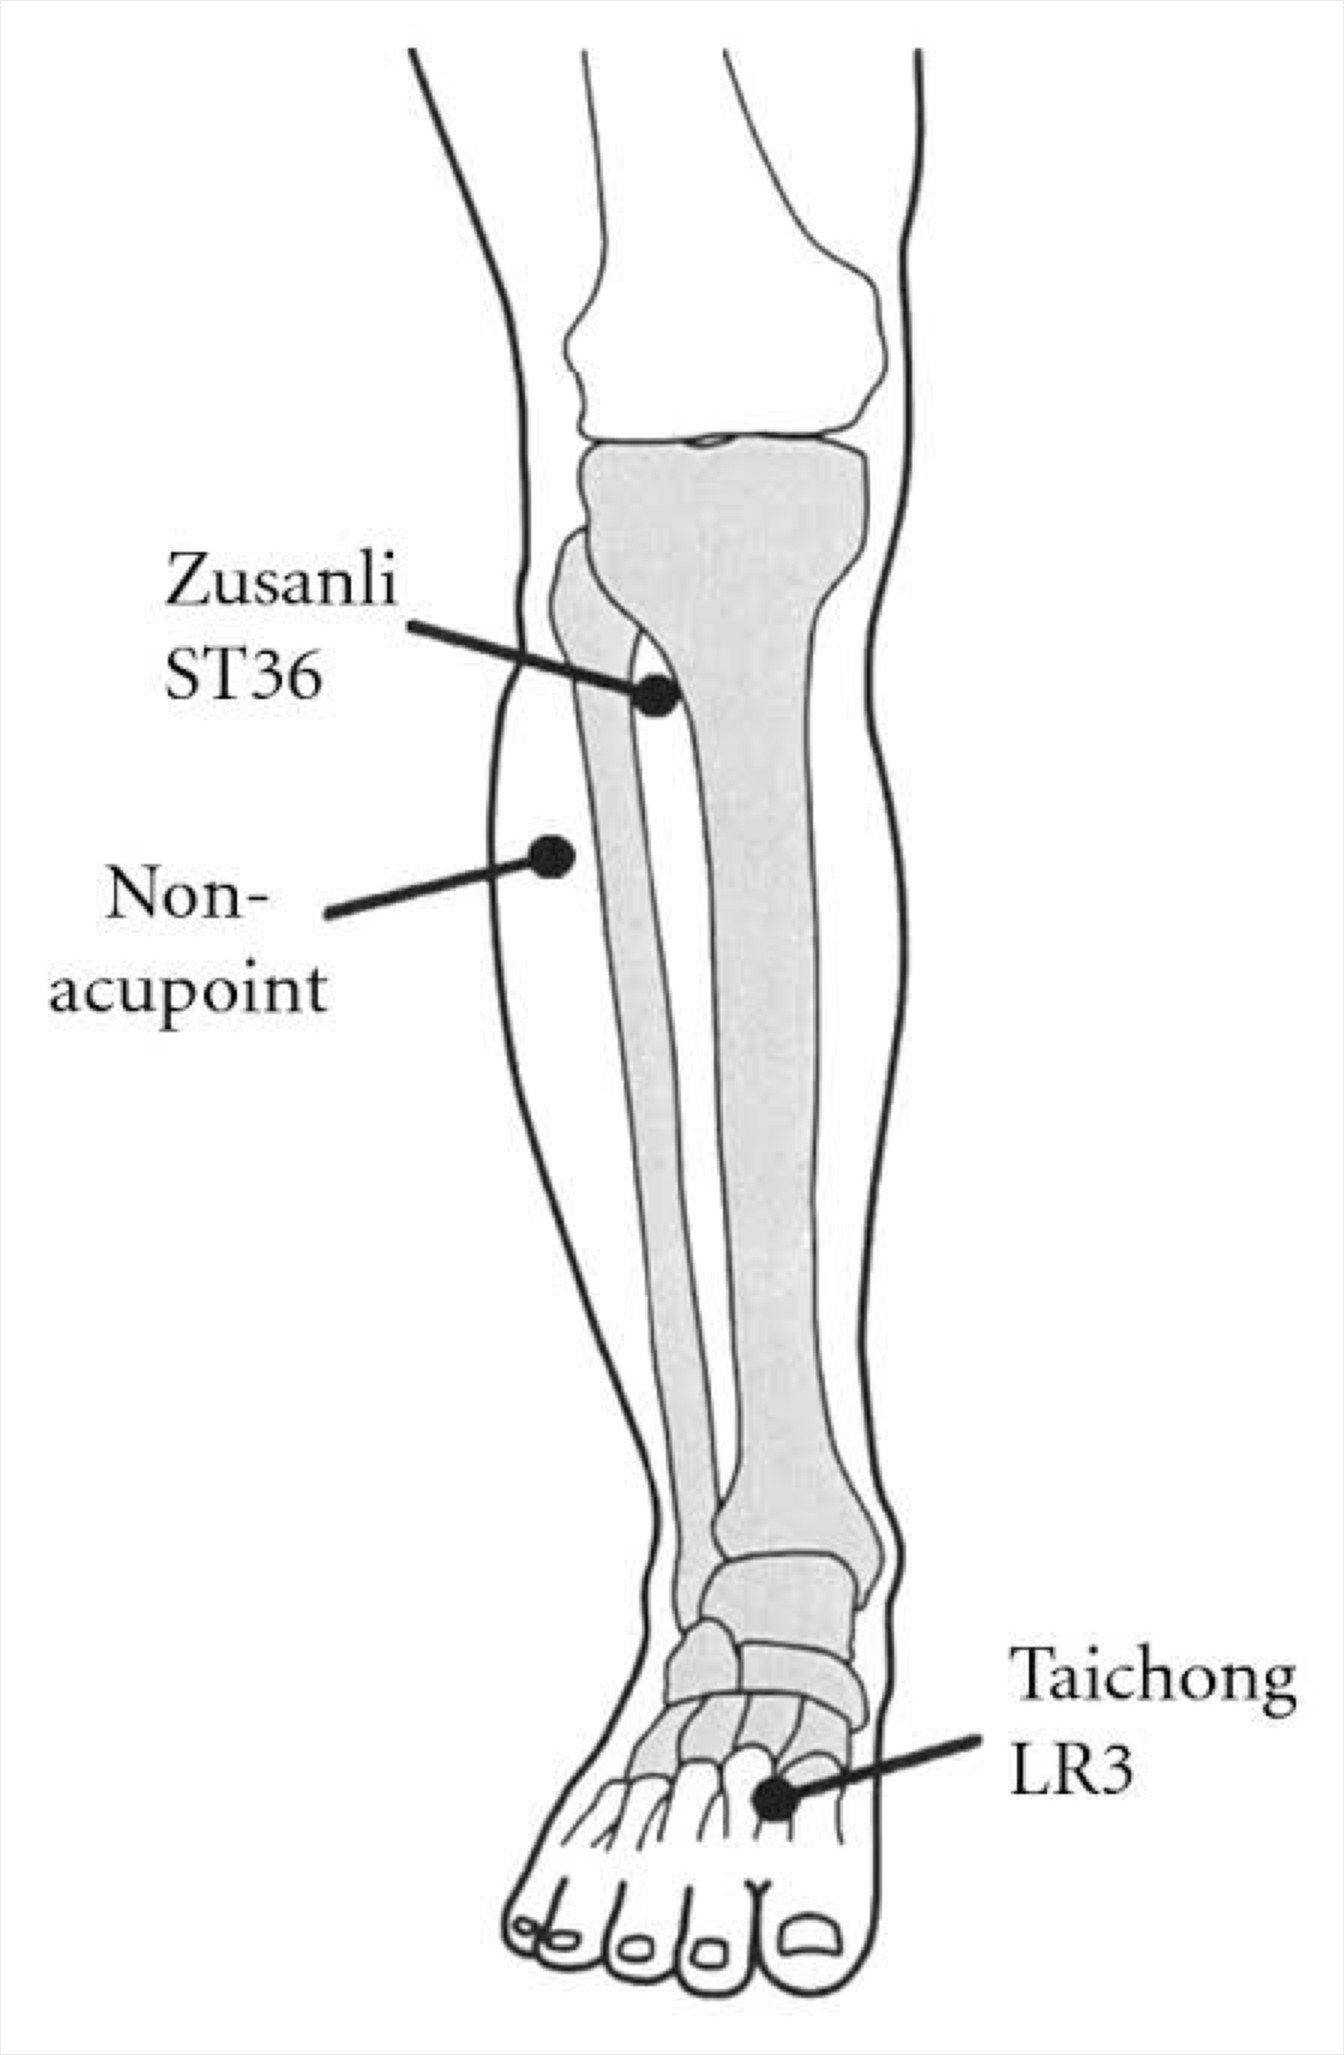 Zusanli
ST36
Non-
acupoint
Taichong
LR3